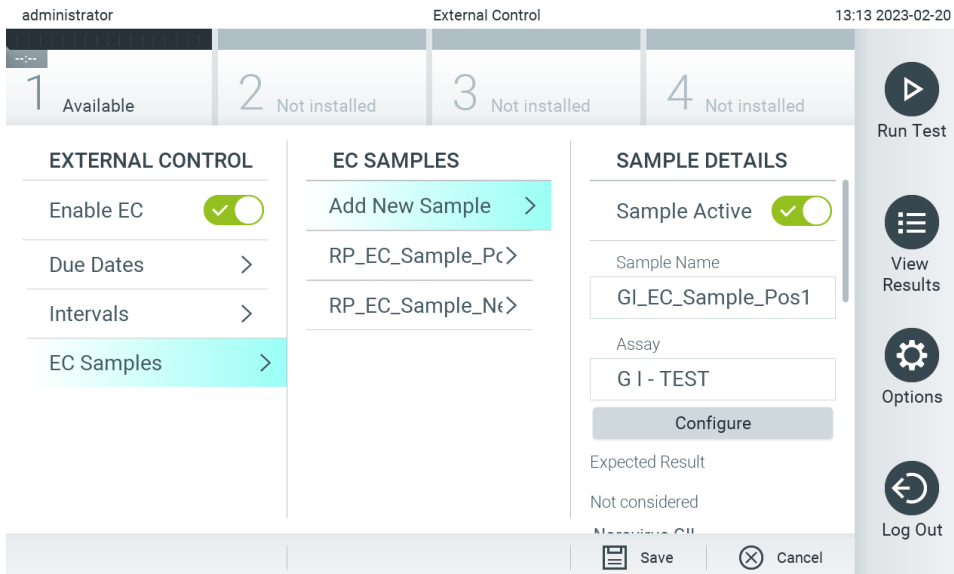 administrator
External Control
13:13 2023-02-20
--:--
1 Available
2 Not installed
3 Not installed
4 Not installed
Run Test
View
Results
Options
Log Out
EXTERNAL CONTROL
Enable EC
Due Dates
Intervals
EC Samples
EC SAMPLES
Add New Sample
RP_EC_Sample_Po
RP_EC_Sample_Ne
SAMPLE DETAILS
Sample Active
Sample Name
GI_EC_Sample_Pos1
Assay
G I - TEST
Configure
Expected Result
Not considered
Norovirus GII
Save
Cancel